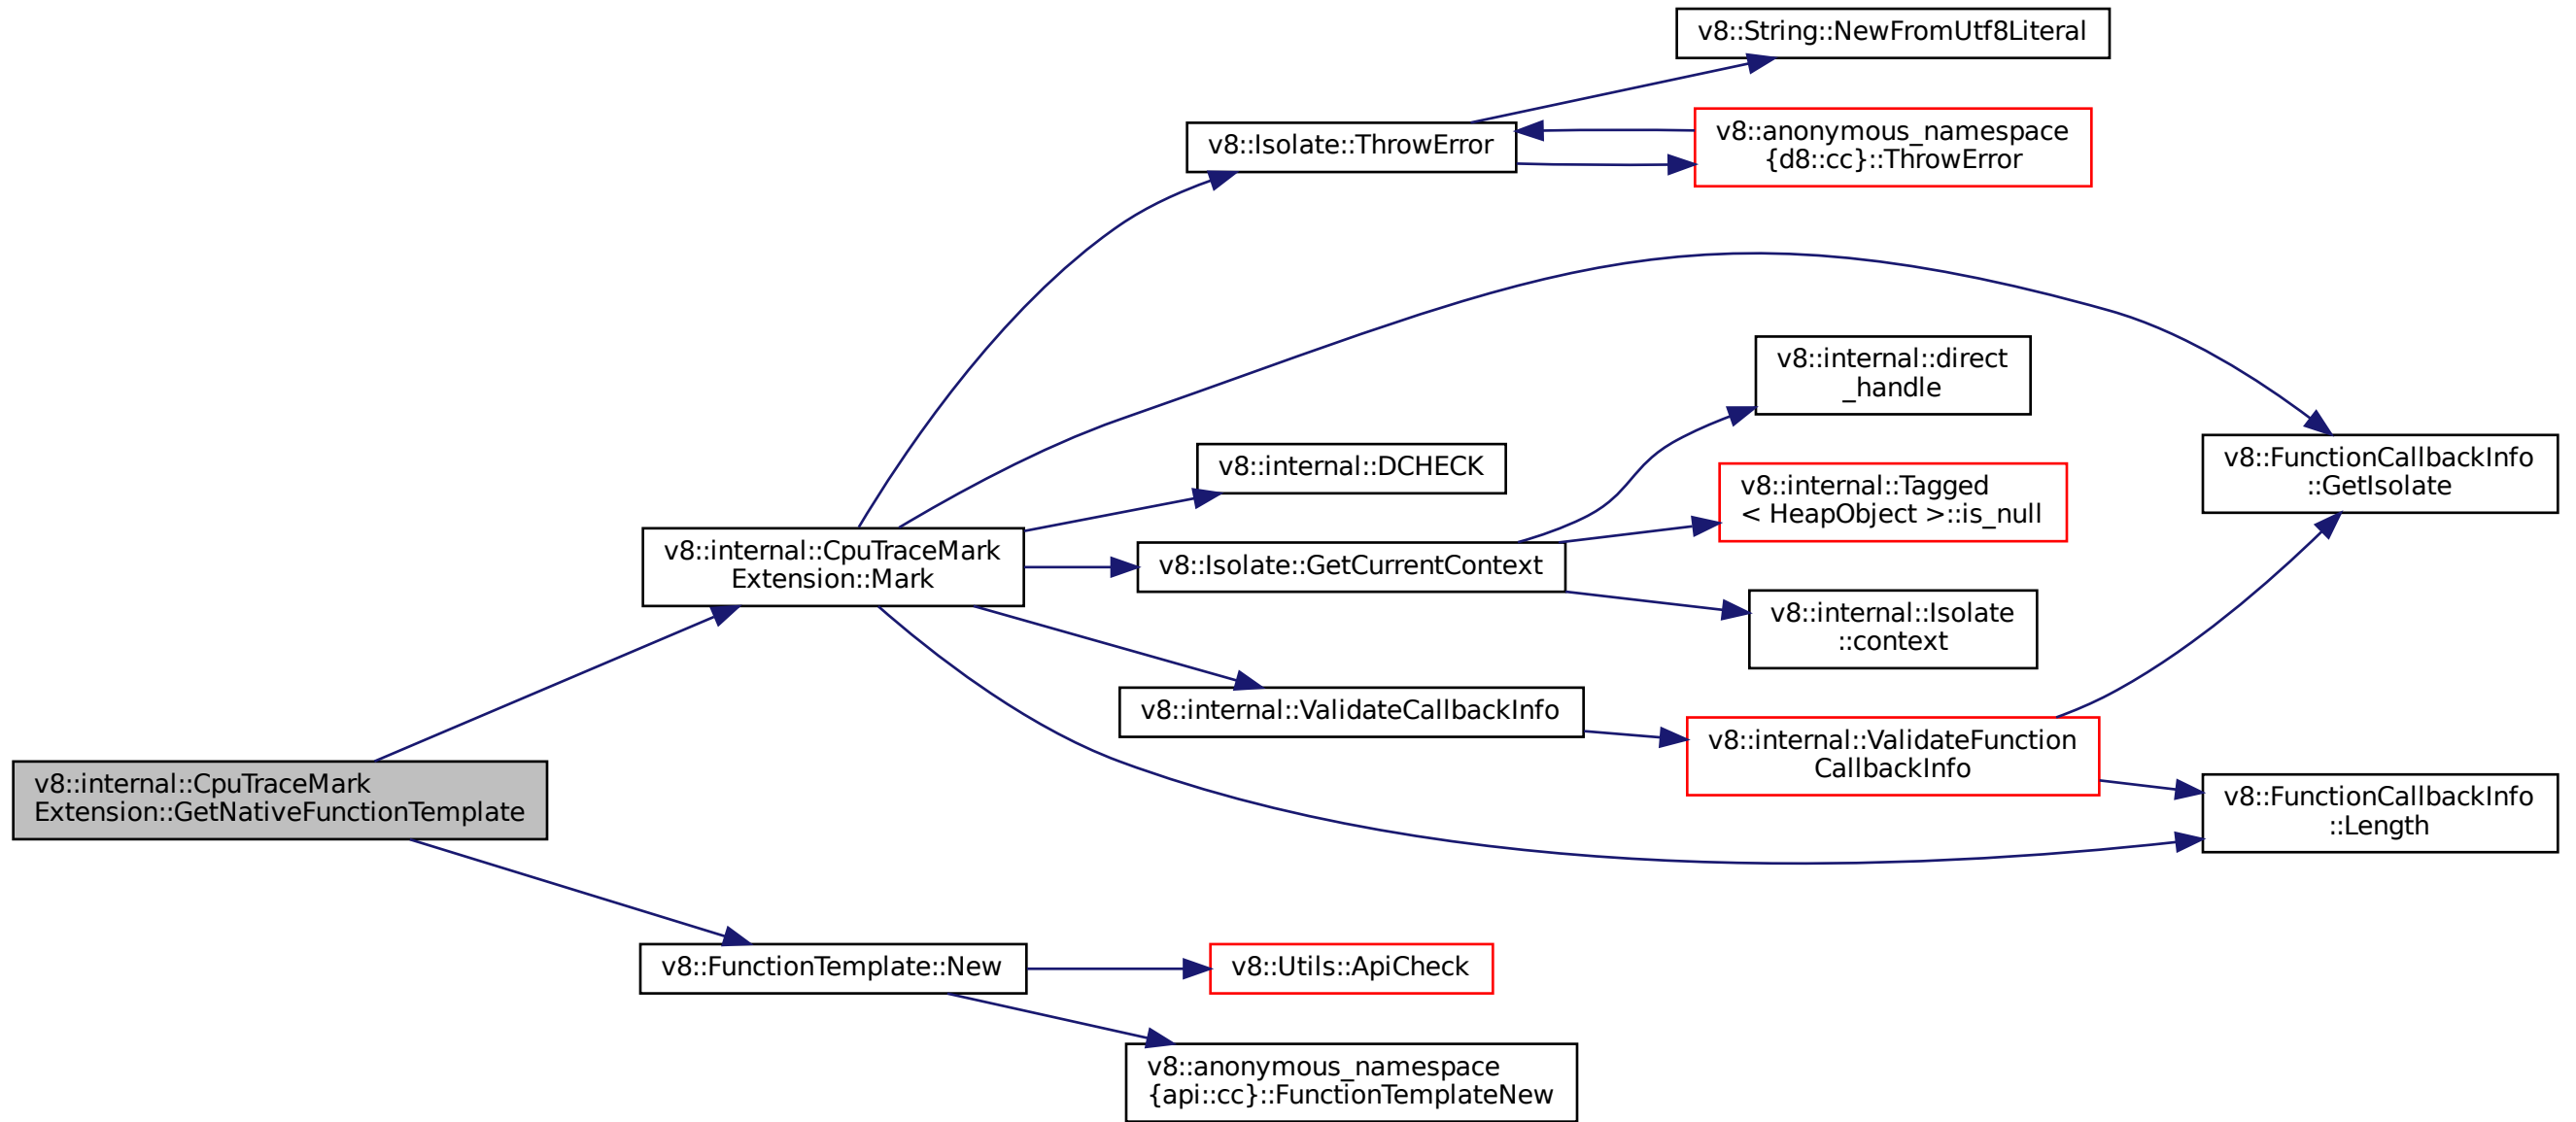 v8::String::NewFromUtf8Literal
v8::Isolate::ThrowError
v8::anonymous_namespace
{d8::cc}::ThrowError
v8::internal::direct
_handle
v8::internal::DCHECK
v8::FunctionCallbackInfo
::GetIsolate
v8::internal::Tagged
< HeapObject >::is_null
v8::internal::CpuTraceMark
Extension::Mark
v8::Isolate::GetCurrentContext
v8::internal::Isolate
::context
v8::internal::ValidateCallbackInfo
v8::internal::ValidateFunction
CallbackInfo
v8::internal::CpuTraceMark
Extension::GetNativeFunctionTemplate
v8::FunctionCallbackInfo
::Length
v8::FunctionTemplate::New
v8::Utils::ApiCheck
v8::anonymous_namespace
{api::cc}::FunctionTemplateNew